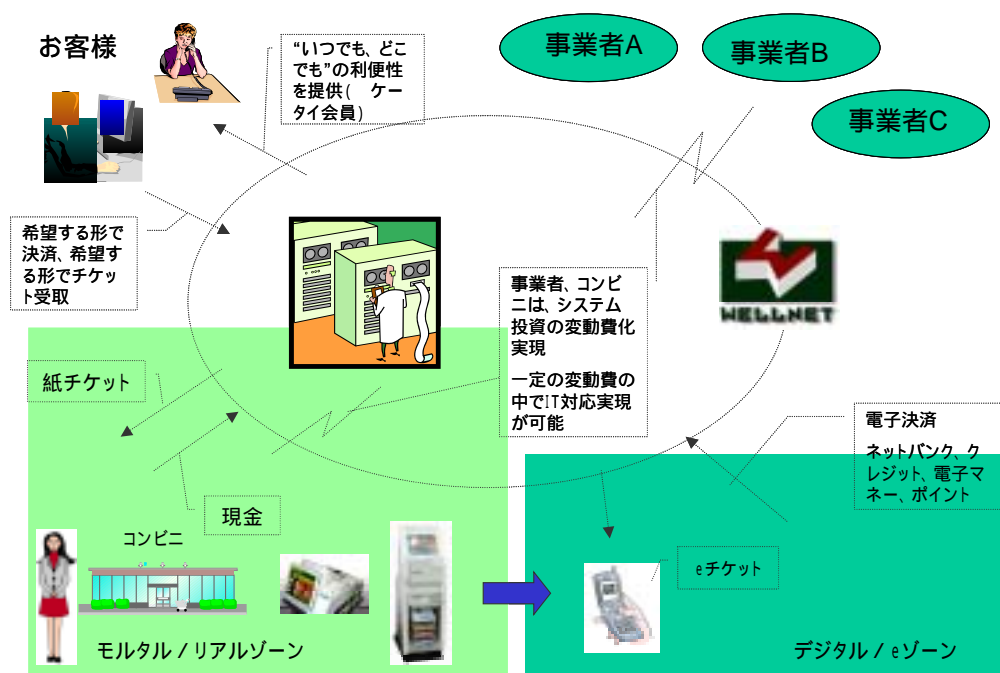 お客様
“いつでも、どこ
でも”の利便性
を提供( ケー
タイ会員)
事業者A
事業者B
事業者C
希望する形で
決済、希望す
る形でチケッ
ト受取
事業者、コンビ
ニは、システム
投資の変動費化
実現
一定の変動費の
中でIT対応実現
が可能
WELLNET
紙チケット
現金
電子決済
ネットバンク、ク
レジット、電子マ
ネー、ポイント
コンビニ
eチケット
モルタル / リアルゾーン
デジタル / eゾーン